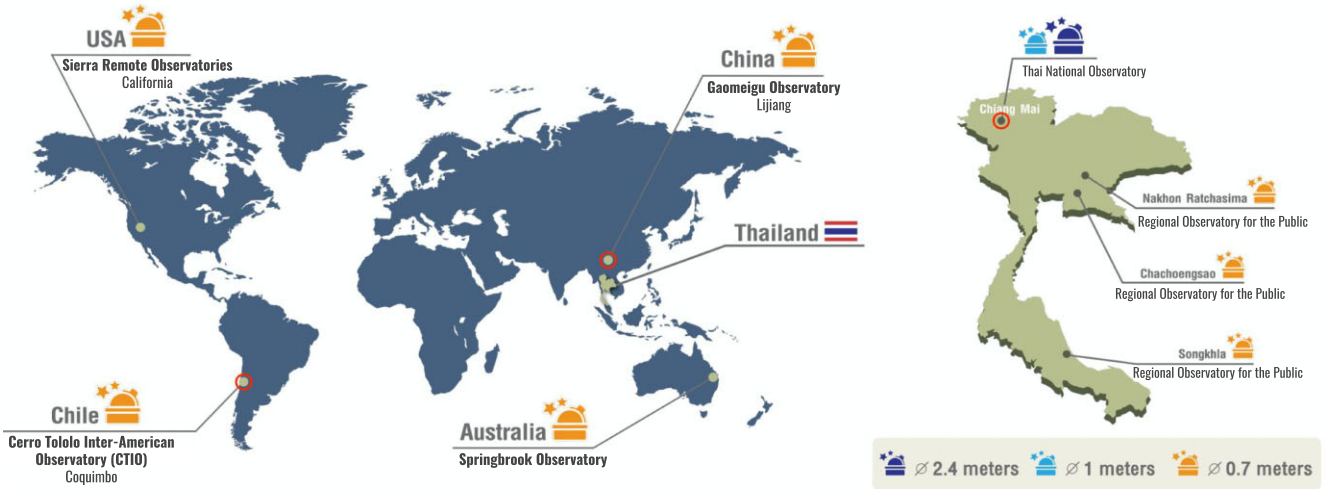 USA
Sierra Remote Observatories
California
China
Gaomeigu Observatory
Lijiang
Thailand
Chile
Cerro Tololo Inter-American
Observatory (CTIO)
Coquimbo
Australia
Springbrook Observatory
Thai National Observatory
Chiang Mai
Nakhon Ratchasima
Regional Observatory for the Public
Chachoengsao
Regional Observatory for the Public
Songkhla
Regional Observatory for the Public
∅ 2.4 meters ∅ 1 meters ∅ 0.7 meters